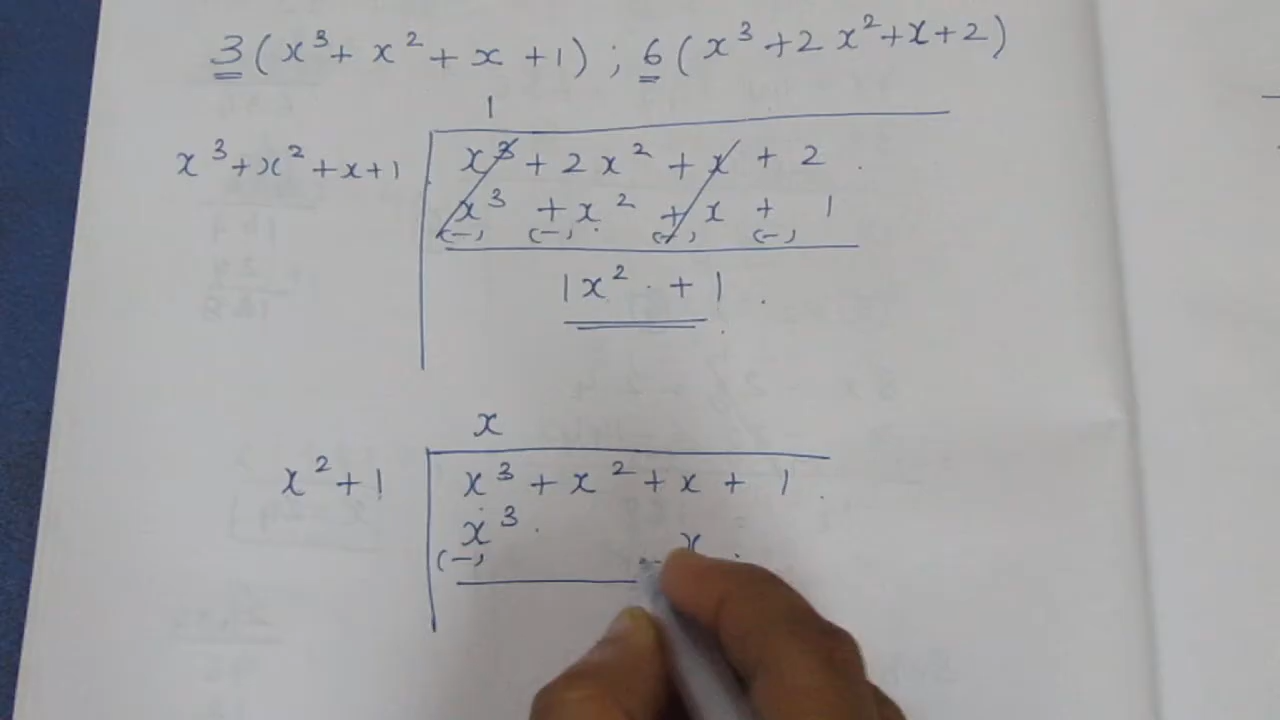 3 (x³ + x² + x + 1) ; 6 (x³ + 2x² + x + 2)
1
x³ + x² + x + 1 x³ + 2x² + x + 2
x³ + x² + x + 1
(-) (-) (-) (-)
1x² + 1
x
x² + 1 x³ + x² + x + 1
x³ x
(-)